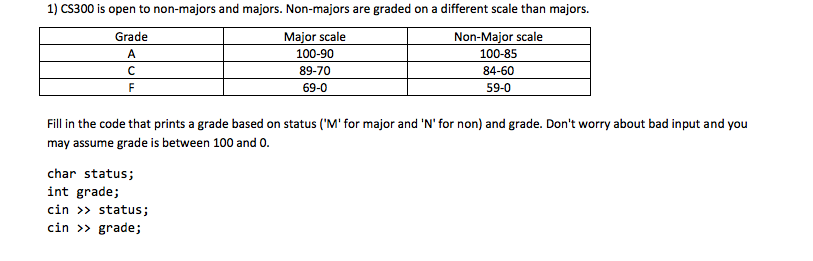 1) CS300 is open to non-majors and majors. Non-majors are graded on a different scale than majors.
Grade Major scale Non-Major scale
A 100-90 100-85
C 89-70 84-60
F 69-0 59-0
Fill in the code that prints a grade based on status ('M' for major and 'N' for non) and grade. Don't worry about bad input and you
may assume grade is between 100 and 0.
char status;
int grade;
cin >> status;
cin >> grade;